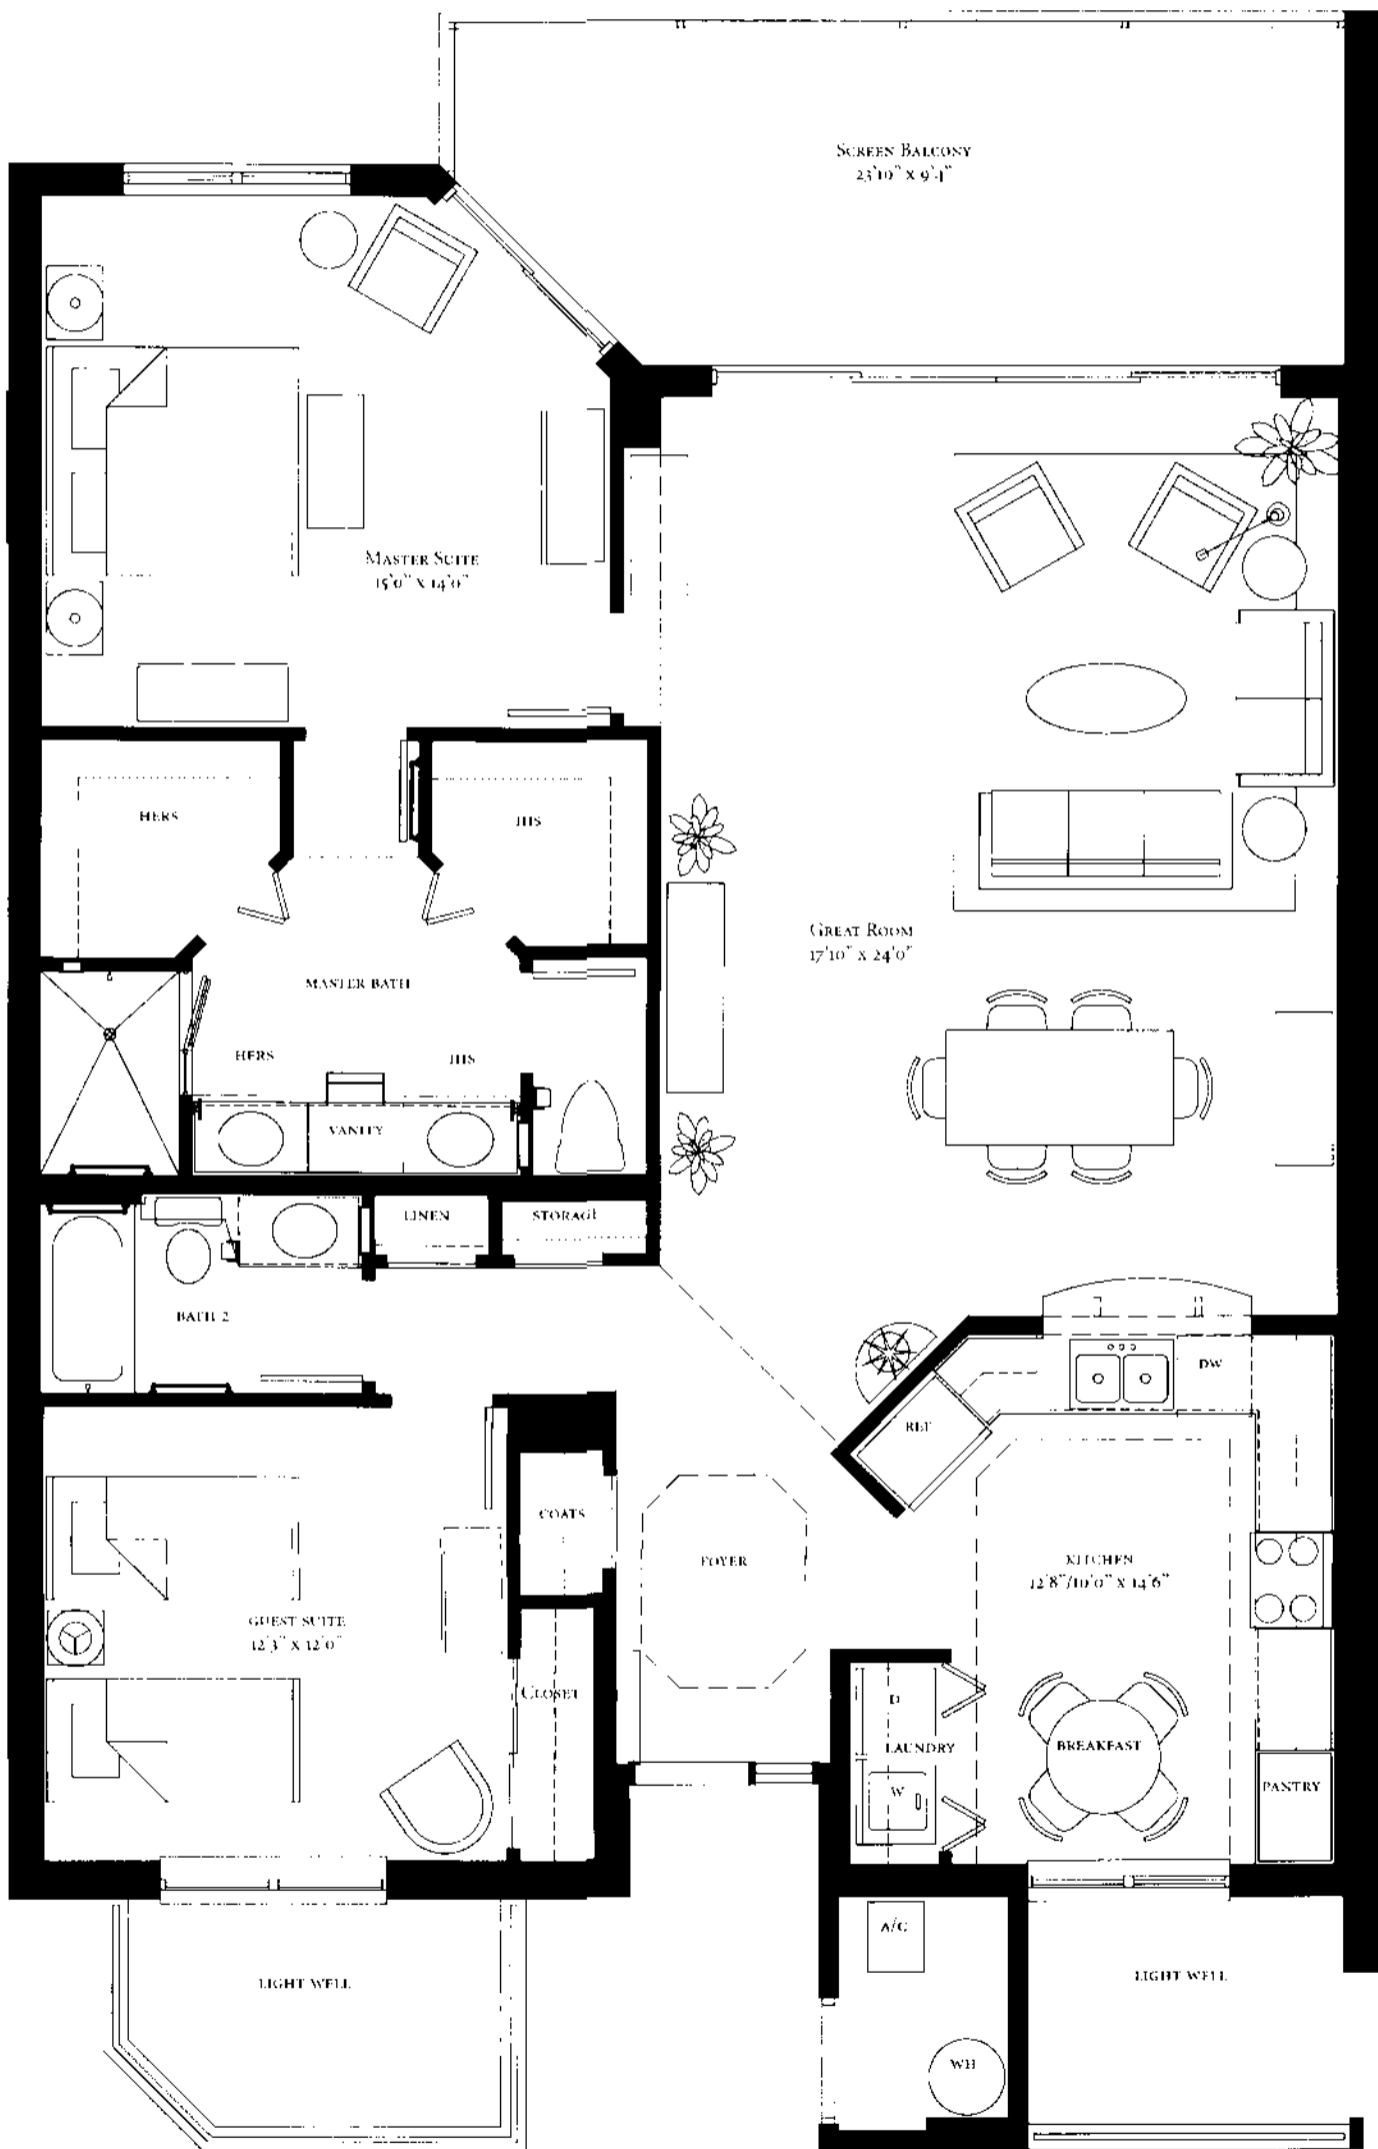 SCREEN BALCONY
23'10" X 9'4"
MASTER SUITE
15'0" X 14'0"
HERS
HIS
GREAT ROOM
17'10" X 24'0"
MASTER BATH
HERS
HIS
VANITY
LINEN
STORAGE
BATH 2
DW
REF
COATS
FOYER
KITCHEN
12'8"/10'0" X 14'6"
GUEST SUITE
12'3" X 12'0"
CLOSET
D
LAUNDRY
BREAKFAST
W
PANTRY
A/C
LIGHT WELL
LIGHT WELL
WH